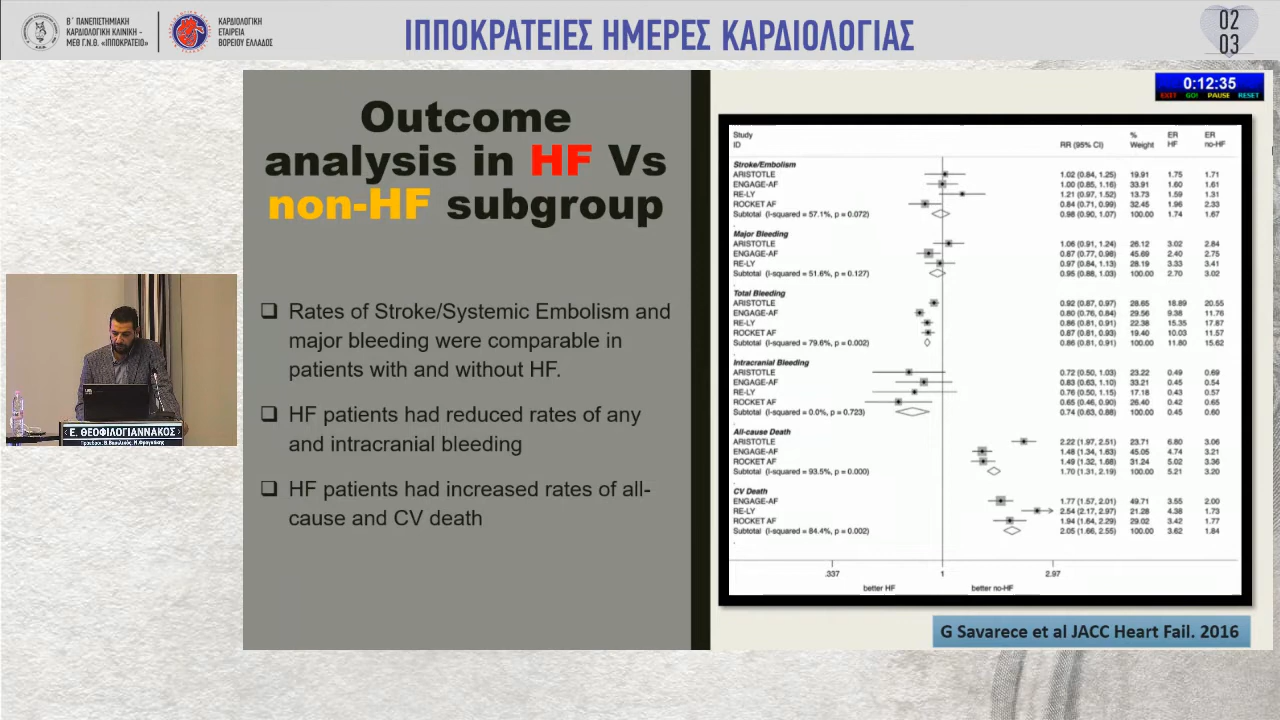 Β΄ ΠΑΝΕΠΙΣΤΗΜΙΑΚΗ
ΚΑΡΔΙΟΛΟΓΙΚΗ ΚΛΙΝΙΚΗ -
ΜΕΘ Γ.Ν.Θ. «ΙΠΠΟΚΡΑΤΕΙΟ»
ΚΑΡΔΙΟΛΟΓΙΚΗ
ΕΤΑΙΡΕΙΑ
ΒΟΡΕΙΟΥ ΕΛΛΑΔΟΣ
ΙΠΠΟΚΡΑΤΕΙΕΣ ΗΜΕΡΕΣ ΚΑΡΔΙΟΛΟΓΙΑΣ
02
03
0:12:35
EXIT GO! PAUSE RESET
Outcome
analysis in HF Vs
non-HF subgroup
Rates of Stroke/Systemic Embolism and
major bleeding were comparable in
patients with and without HF.
HF patients had reduced rates of any
and intracranial bleeding
HF patients had increased rates of all-
cause and CV death
Study % ER ER
ID RR (95% CI) Weight HF no-HF
Stroke/Embolism
ARISTOTLE 1.02 (0.84, 1.25) 19.91 1.75 1.71
ENGAGE-AF 1.00 (0.85, 1.16) 33.91 1.60 1.61
RE-LY 1.21 (0.97, 1.52) 13.73 1.59 1.31
ROCKET AF 0.84 (0.71, 0.99) 32.45 1.96 2.33
Subtotal (I-squared = 57.1%, p = 0.072) 0.98 (0.90, 1.07) 100.00 1.74 1.67
Major Bleeding
ARISTOTLE 1.06 (0.91, 1.24) 26.12 3.02 2.84
ENGAGE-AF 0.87 (0.77, 0.98) 45.69 2.40 2.75
RE-LY 0.97 (0.84, 1.13) 28.19 3.33 3.41
Subtotal (I-squared = 51.6%, p = 0.127) 0.95 (0.88, 1.03) 100.00 2.70 3.02
Total Bleeding
ARISTOTLE 0.92 (0.87, 0.97) 28.65 18.89 20.55
ENGAGE-AF 0.80 (0.76, 0.84) 29.56 9.38 11.76
RE-LY 0.86 (0.81, 0.91) 22.38 15.35 17.87
ROCKET AF 0.87 (0.81, 0.93) 19.40 10.03 11.57
Subtotal (I-squared = 79.6%, p = 0.002) 0.86 (0.81, 0.91) 100.00 11.80 15.62
Intracranial Bleeding
ARISTOTLE 0.72 (0.50, 1.03) 23.22 0.49 0.69
ENGAGE-AF 0.83 (0.63, 1.10) 33.21 0.45 0.54
RE-LY 0.76 (0.50, 1.15) 17.18 0.43 0.57
ROCKET AF 0.65 (0.46, 0.90) 26.40 0.42 0.65
Subtotal (I-squared = 0.0%, p = 0.723) 0.74 (0.63, 0.88) 100.00 0.45 0.60
All-cause Death
ARISTOTLE 2.22 (1.97, 2.51) 23.71 6.80 3.06
ENGAGE-AF 1.48 (1.34, 1.63) 45.05 4.74 3.21
ROCKET AF 1.49 (1.32, 1.68) 31.24 5.02 3.36
Subtotal (I-squared = 93.5%, p = 0.000) 1.70 (1.31, 2.19) 100.00 5.21 3.20
CV Death
ENGAGE-AF 1.77 (1.57, 2.01) 49.71 3.55 2.00
RE-LY 2.54 (2.17, 2.97) 21.28 4.38 1.73
ROCKET AF 1.94 (1.64, 2.29) 29.02 3.42 1.77
Subtotal (I-squared = 84.4%, p = 0.002) 2.05 (1.66, 2.55) 100.00 3.62 1.84
.337 1 2.97
better HF better no-HF
G Savarece et al JACC Heart Fail. 2016
Ε. ΘΕΟΦΙΛΟΓΙΑΝΝΑΚΟΣ